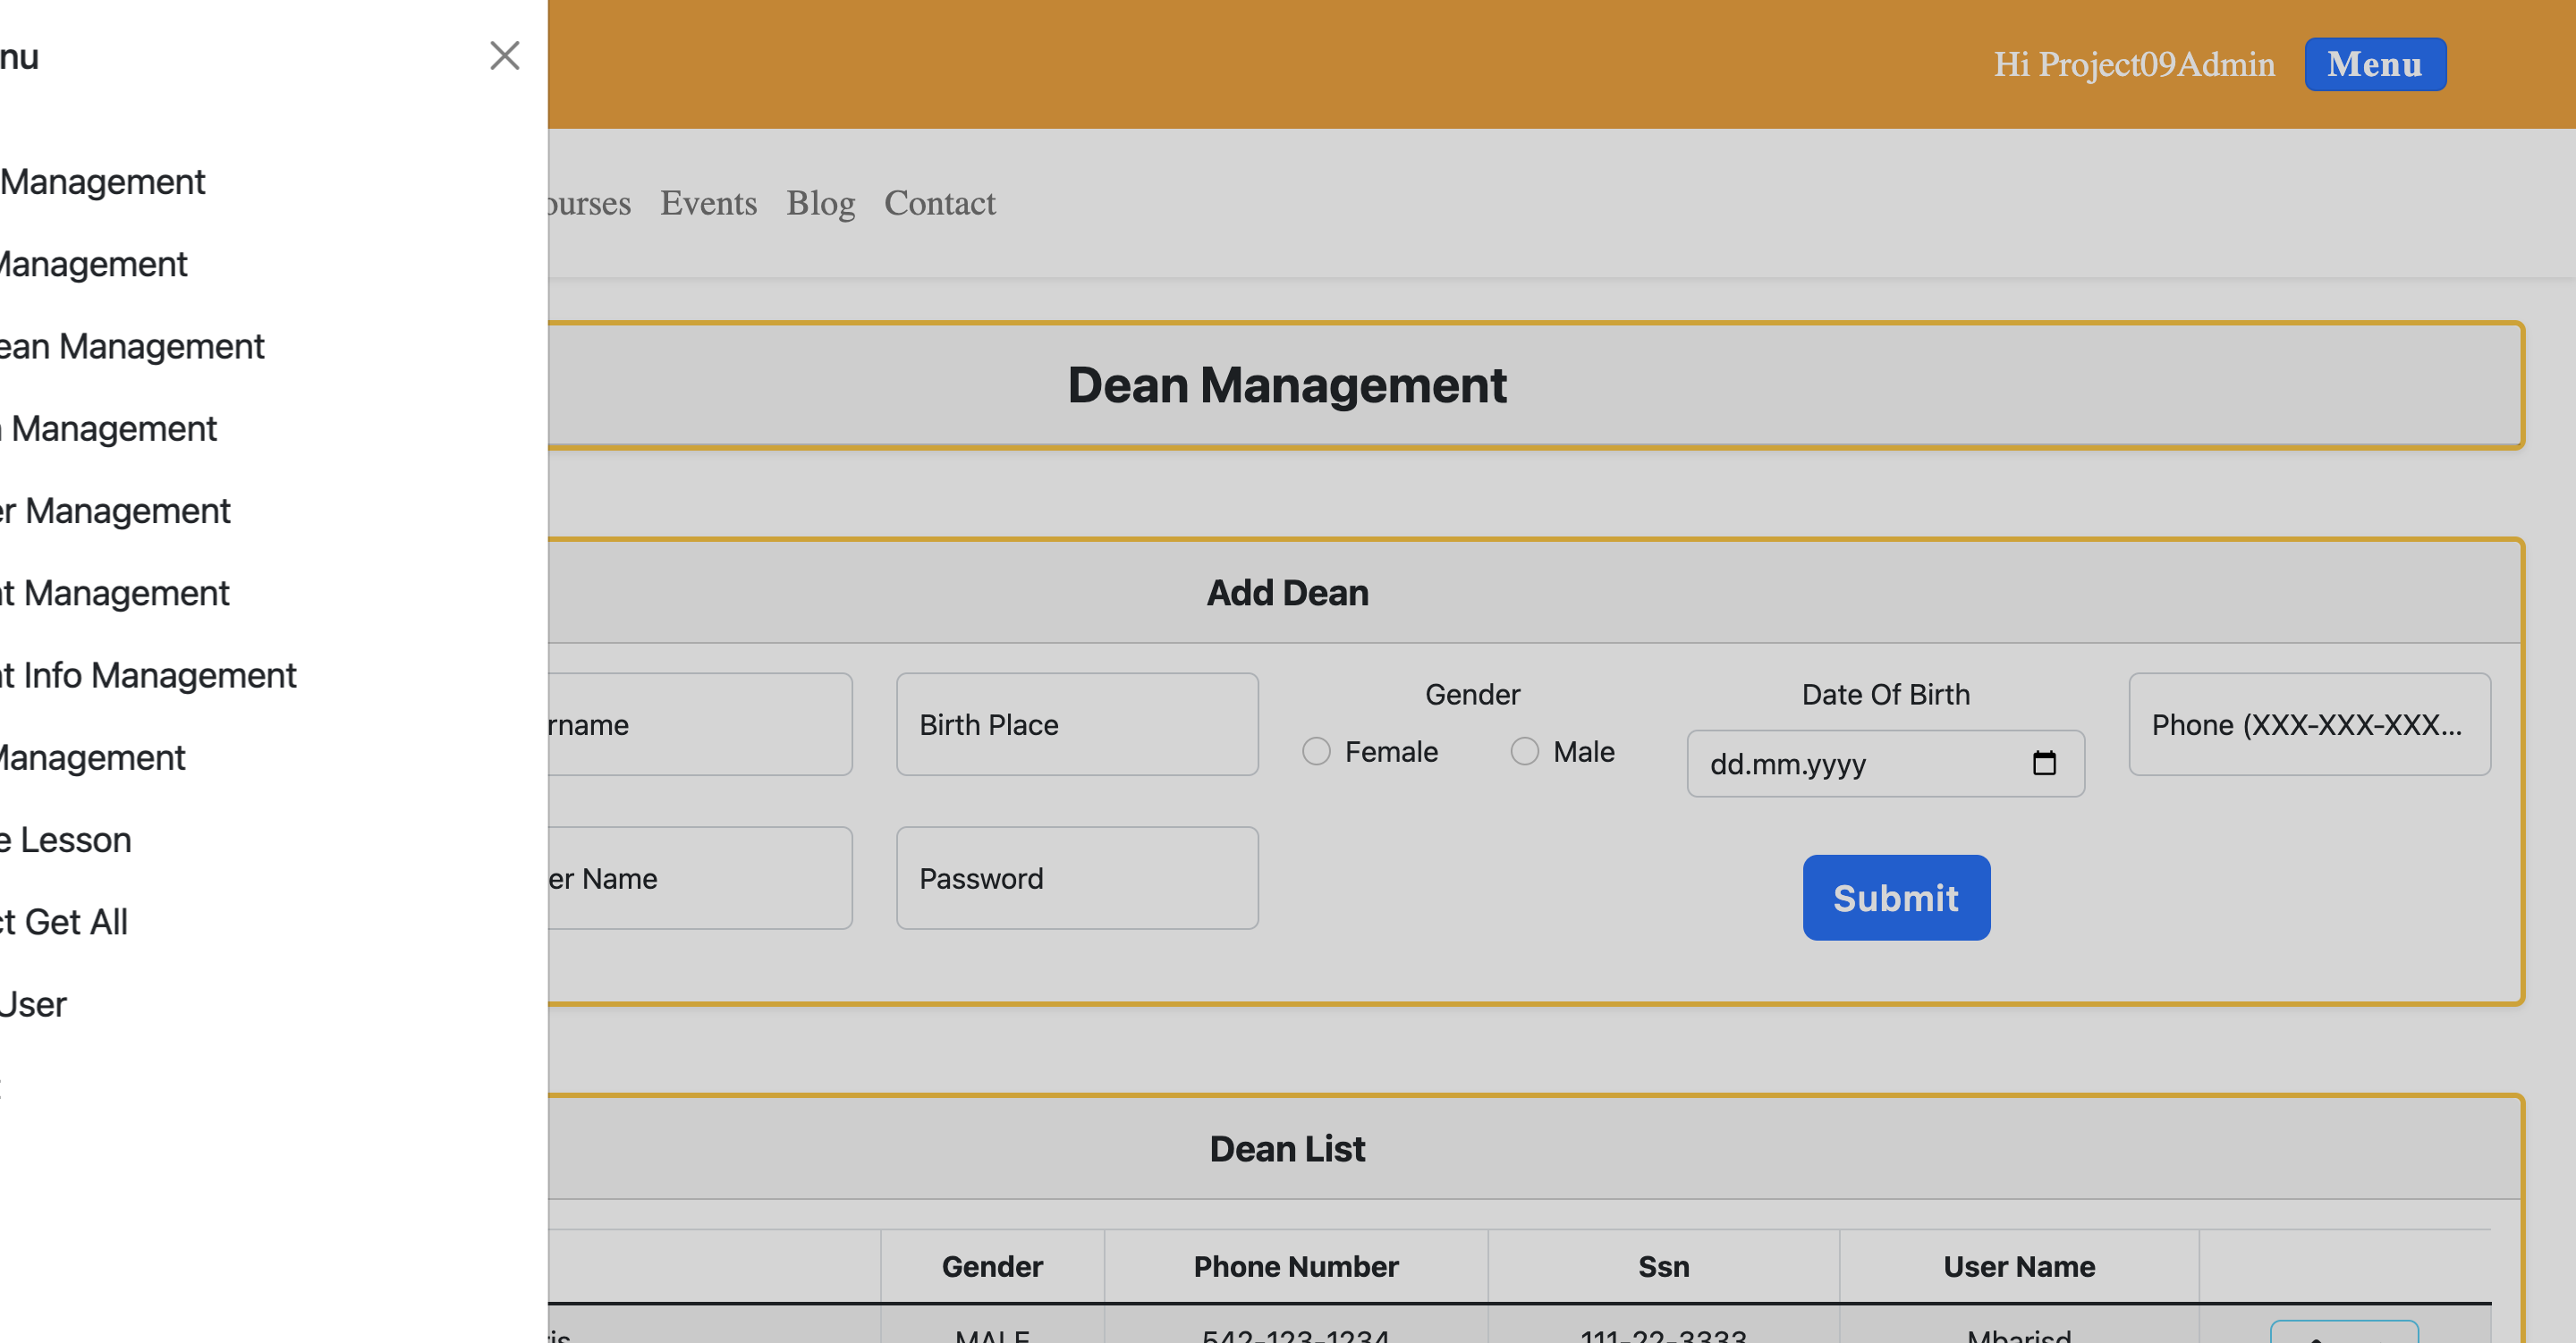 nu
Hi Project09Admin Menu
Management
ourses Events Blog Contact
Management
ean Management
Dean Management
Management
er Management
nt Management
Add Dean
nt Info Management
rname
Birth Place
Gender
Female
Male
Date Of Birth
dd.mm.yyyy
Phone (XXX-XXX-XXX...
Management
e Lesson
er Name
Password
Submit
ct Get All
User
Dean List
Gender Phone Number Ssn User Name
ris MALE 542-123-1234 111-22-3333 Mbarisd